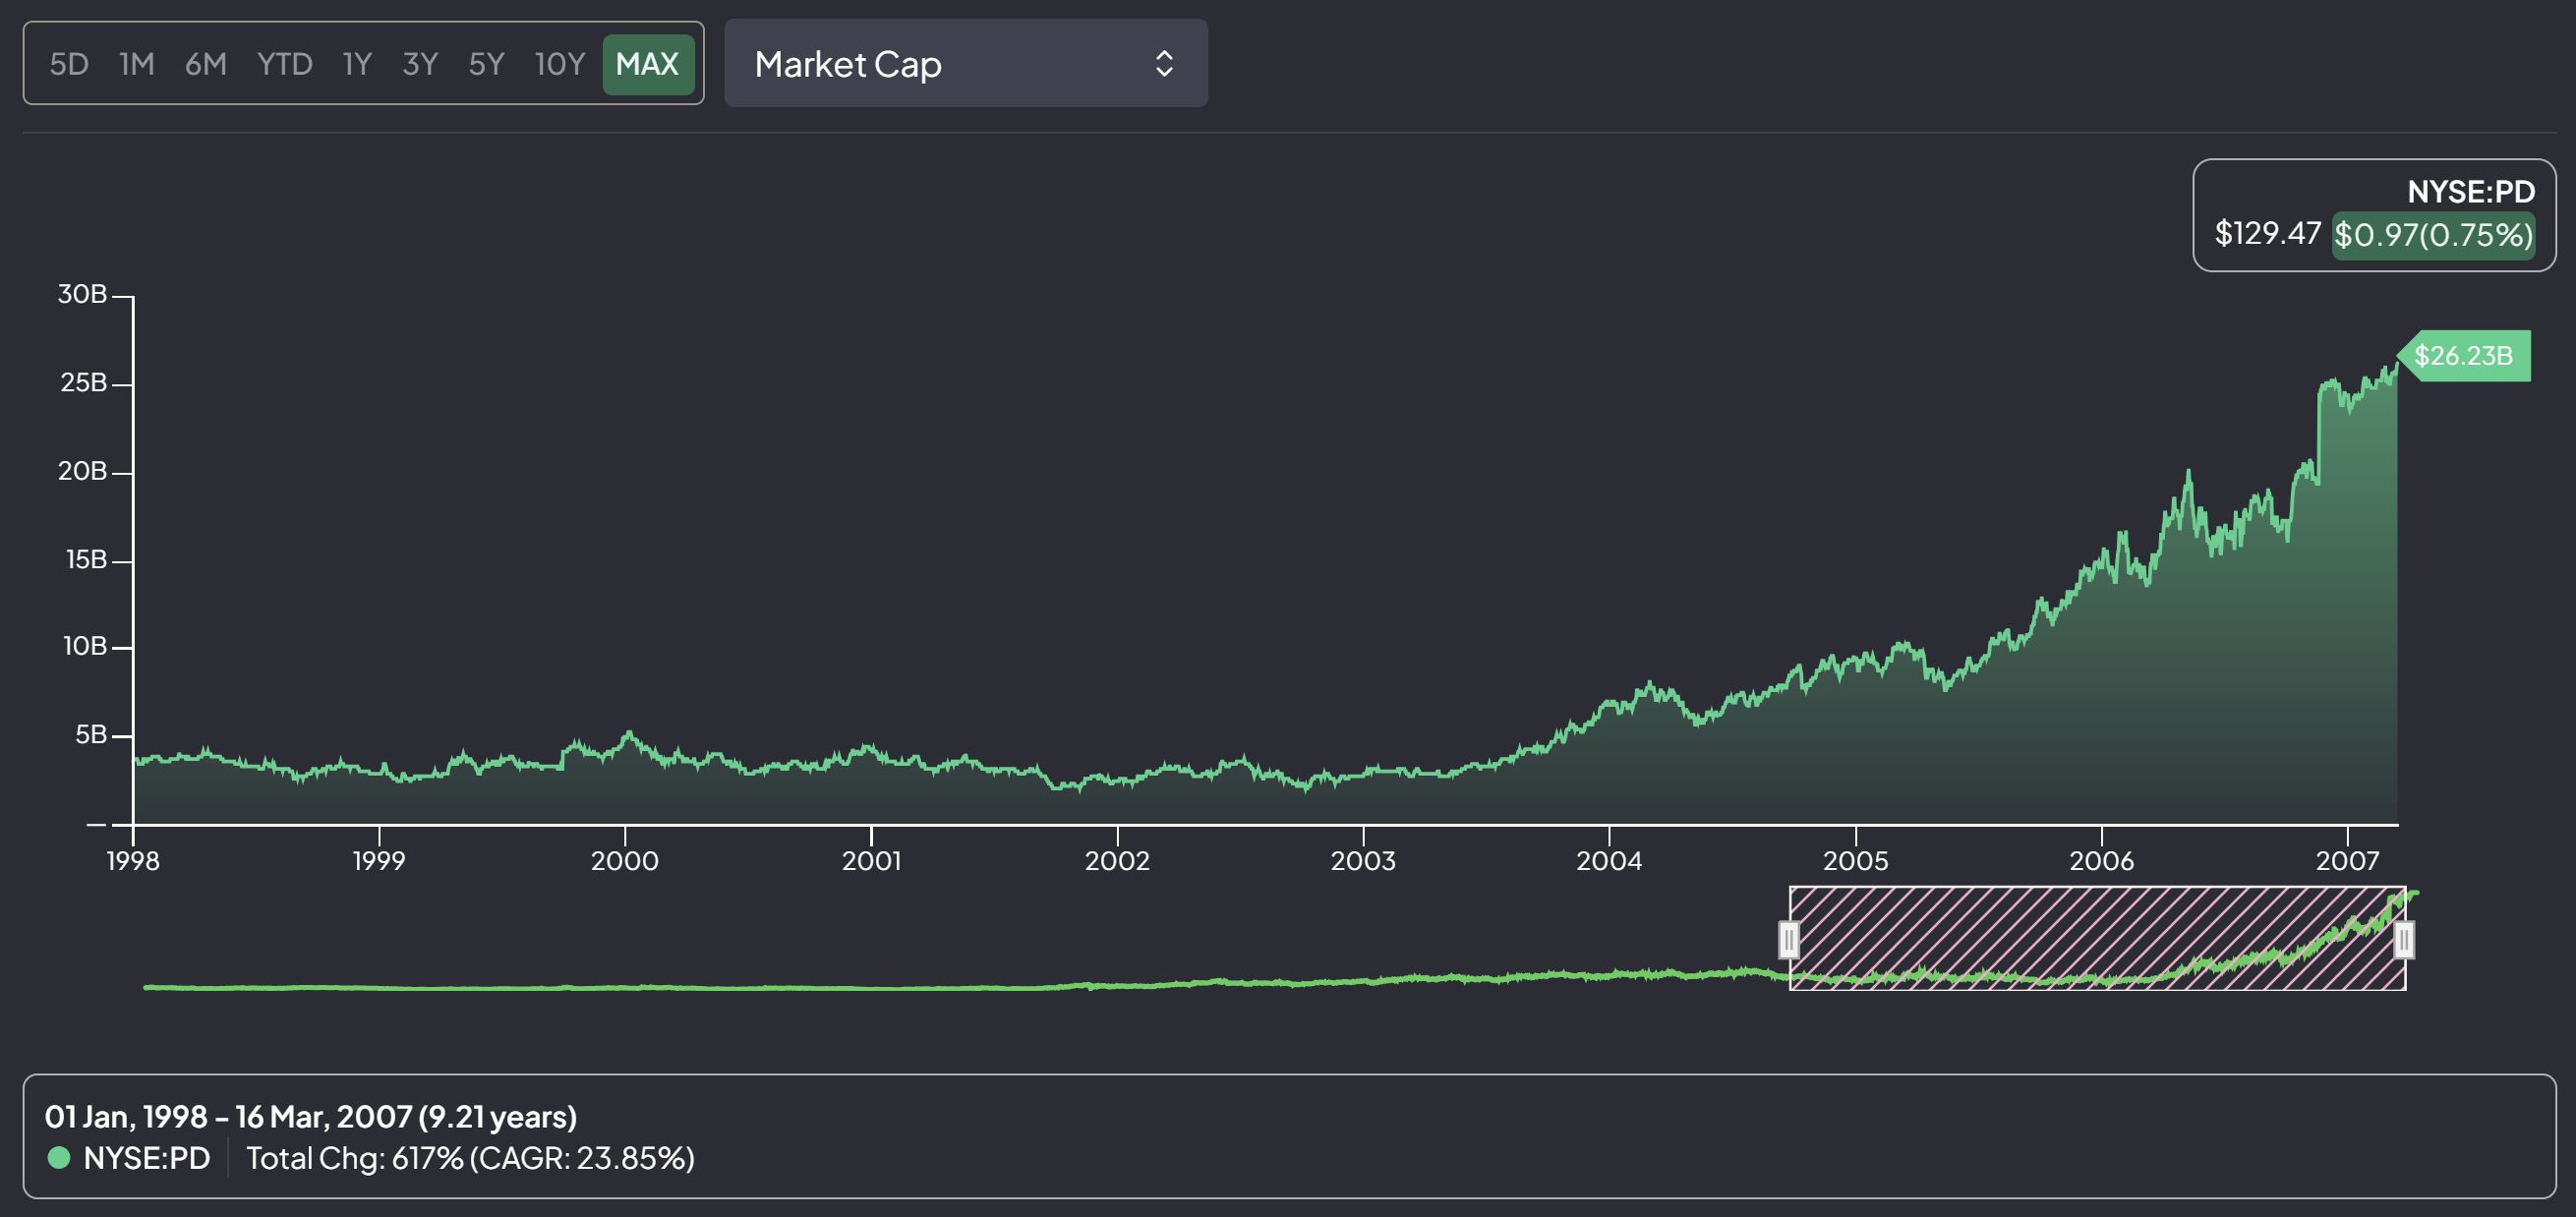 5D 1M 6M YTD 1Y 3Y 5Y 10Y MAX Market Cap
NYSE:PD
$129.47 $0.97(0.75%)
30B
$26.23B
25B
20B
15B
10B
5B
—
1998 1999 2000 2001 2002 2003 2004 2005 2006 2007
01 Jan, 1998 – 16 Mar, 2007 (9.21 years)
NYSE:PD Total Chg: 617% (CAGR: 23.85%)